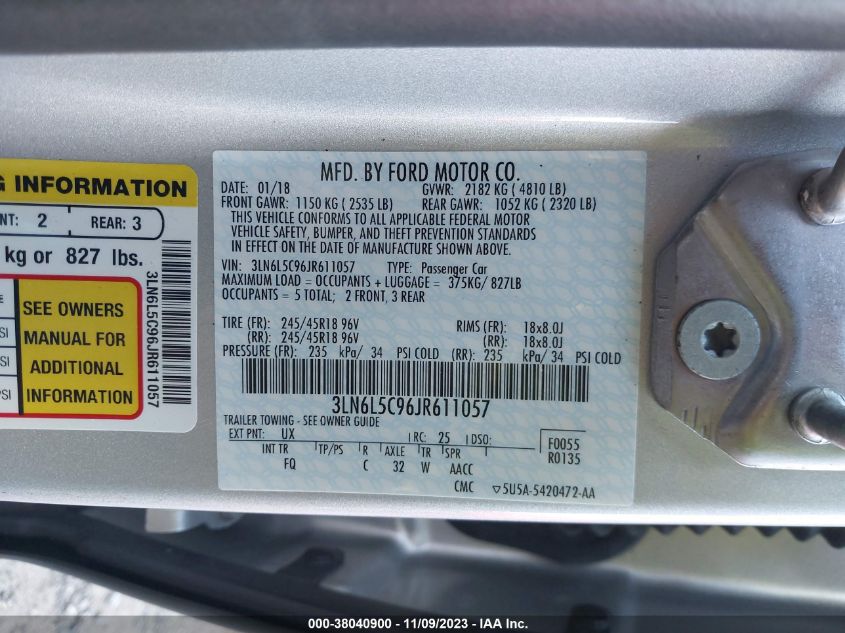 G INFORMATION
NT: 2 REAR: 3
kg or 827 lbs.
SI
SI
PSI
SEE OWNERS
MANUAL FOR
ADDITIONAL
INFORMATION
3LN6L5C96JR611057
MFD. BY FORD MOTOR CO.
DATE: 01/18 GVWR: 2182 KG ( 4810 LB)
FRONT GAWR: 1150 KG ( 2535 LB) REAR GAWR: 1052 KG ( 2320 LB)
THIS VEHICLE CONFORMS TO ALL APPLICABLE FEDERAL MOTOR
VEHICLE SAFETY, BUMPER, AND THEFT PREVENTION STANDARDS
IN EFFECT ON THE DATE OF MANUFACTURE SHOWN ABOVE.
VIN: 3LN6L5C96JR611057 TYPE: Passenger Car
MAXIMUM LOAD = OCCUPANTS + LUGGAGE = 375KG/ 827LB
OCCUPANTS = 5 TOTAL; 2 FRONT, 3 REAR
TIRE (FR): 245/45R18 96V RIMS (FR): 18x8.0J
(RR): 245/45R18 96V (RR): 18x8.0J
PRESSURE (FR): 235 kPa/ 34 PSI COLD (RR): 235 kPa/ 34 PSI COLD
3LN6L5C96JR611057
TRAILER TOWING - SEE OWNER GUIDE
EXT PNT: UX RC: 25 DSO: F0055
INT TR TP/PS R AXLE TR SPR R0135
FQ C 32 W AACC
CMC ▽5U5A-5420472-AA
000-38040900 - 11/09/2023 - IAA Inc.